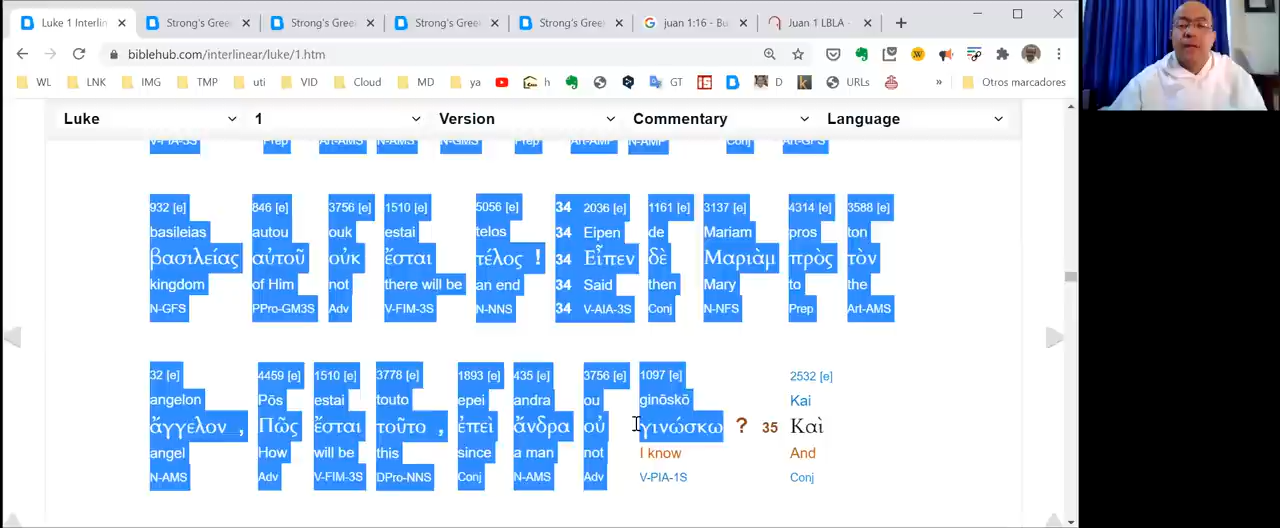 Luke 1 Interlin
Strong's Greek
Strong's Greek
Strong's Greek
Strong's Greek
juan 1:16 - Bu
Juan 1 LBLA -
biblehub.com/interlinear/luke/1.htm
WL LNK IMG TMP uti VID Cloud MD ya h GT D URLs » Otros marcadores
Luke 1 Version Commentary Language
V-PIA-3S Prep Art-AMS N-AMS N-GMS Prep Art-AMP N-AMP Conj Art-GFS
932 [e] 846 [e] 3756 [e] 1510 [e] 5056 [e] 34 2036 [e] 1161 [e] 3137 [e] 4314 [e] 3588 [e]
basileias autou ouk estai telos 34 Eipen de Mariam pros ton
βασιλείας αὐτοῦ οὐκ ἔσται τέλος ! 34 Εἶπεν δὲ Μαριὰμ πρὸς τὸν
kingdom of Him not there will be an end 34 Said then Mary to the
N-GFS PPro-GM3S Adv V-FIM-3S N-NNS 34 V-AIA-3S Conj N-NFS Prep Art-AMS
32 [e] 4459 [e] 1510 [e] 3778 [e] 1893 [e] 435 [e] 3756 [e] 1097 [e] 2532 [e]
angelon Pōs estai touto epei andra ou ginōskō Kai
ἄγγελον , Πῶς ἔσται τοῦτο , ἐπεὶ ἄνδρα οὐ γινώσκω ? 35 Καὶ
angel How will be this since a man not I know And
N-AMS Adv V-FIM-3S DPro-NNS Conj N-AMS Adv V-PIA-1S Conj